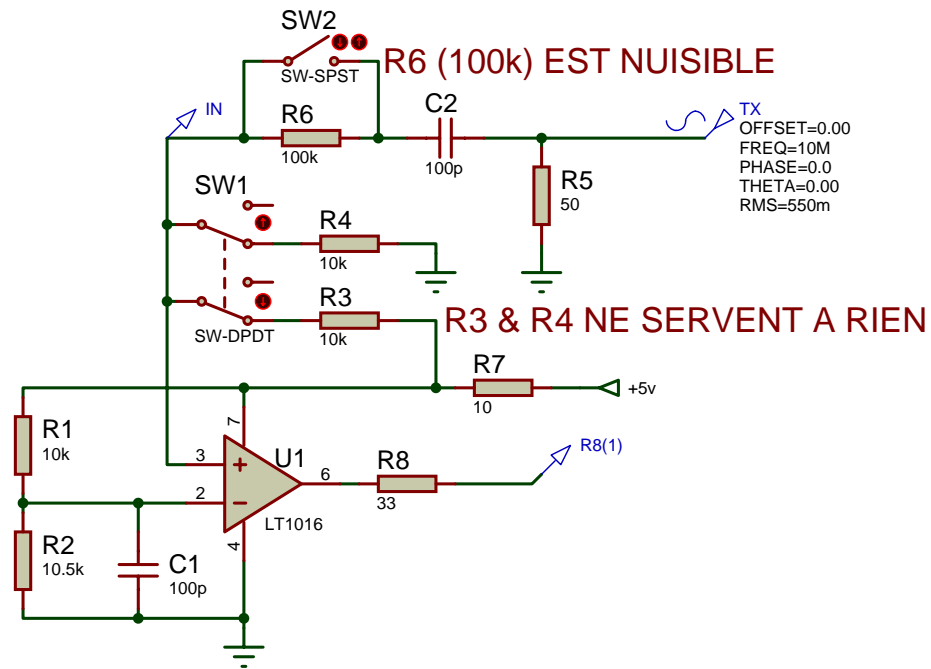 SW2
SW-SPST
R6 (100k) EST NUISIBLE
IN
R6
100k
C2
100p
TX
OFFSET=0.00
FREQ=10M
PHASE=0.0
THETA=0.00
RMS=550m
R5
50
SW1
R4
10k
R3
10k
SW-DPDT
R3 & R4 NE SERVENT A RIEN
R7
10
+5v
R1
10k
7
3
U1
6
R8
33
R8(1)
2
LT1016
4
R2
10.5k
C1
100p